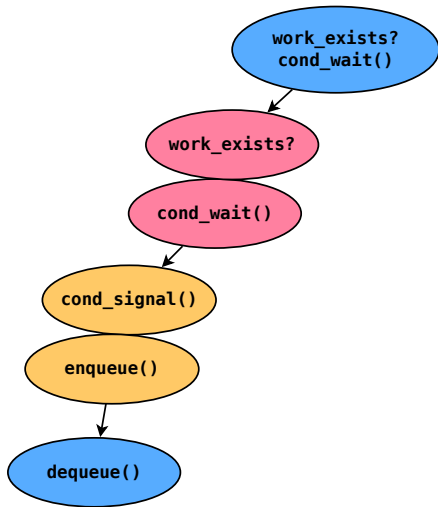 work_exists?
cond_wait()
work_exists?
cond_wait()
cond_signal()
enqueue()
dequeue()